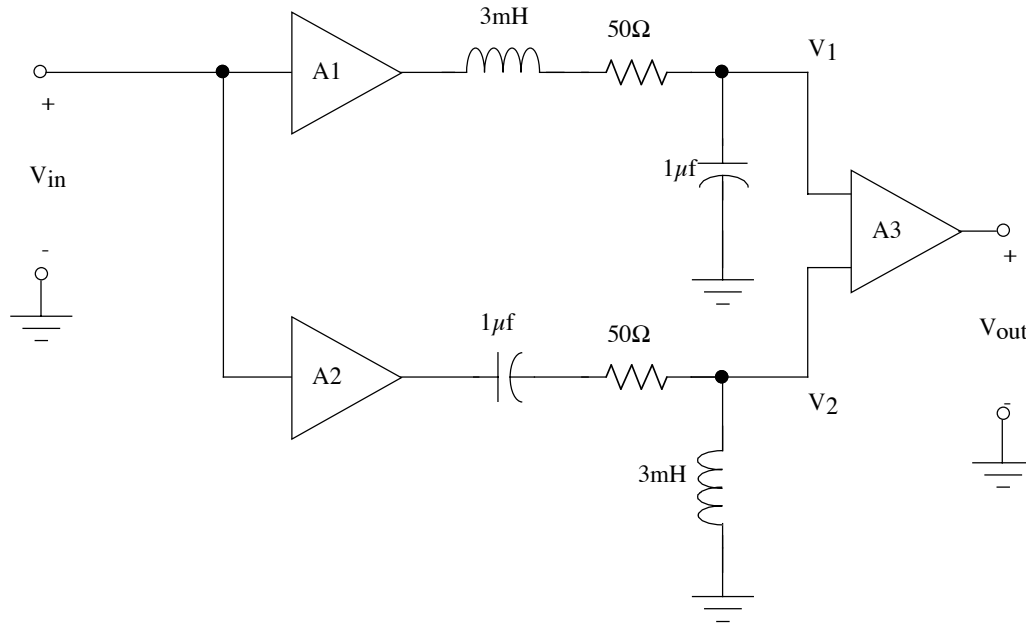 3mH
50Ω
V1
A1
+
Vin
1µf
-
A3
+
Vout
1µf
50Ω
A2
V2
-
3mH